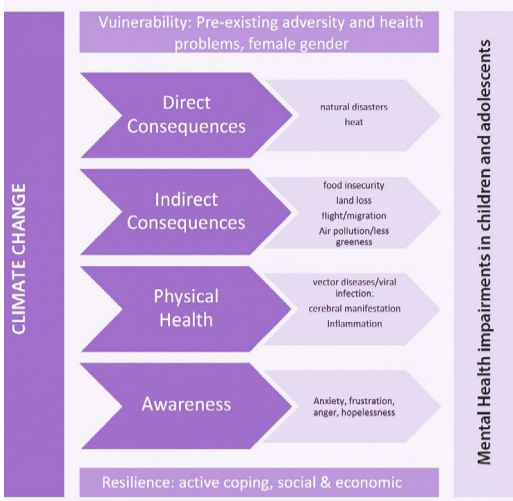 Vulnerability: Pre-existing adversity and health
problems, female gender
CLIMATE CHANGE
Direct
Consequences
natural disasters
heat
Indirect
Consequences
food insecurity
land loss
flight/migration
Air pollution/less
greeness
Physical
Health
vector diseases/viral
infection:
cerebral manifestation
Inflammation
Awareness
Anxiety, frustration,
anger, hopelessness
Mental Health impairments in children and adolescents
Resilience: active coping, social & economic